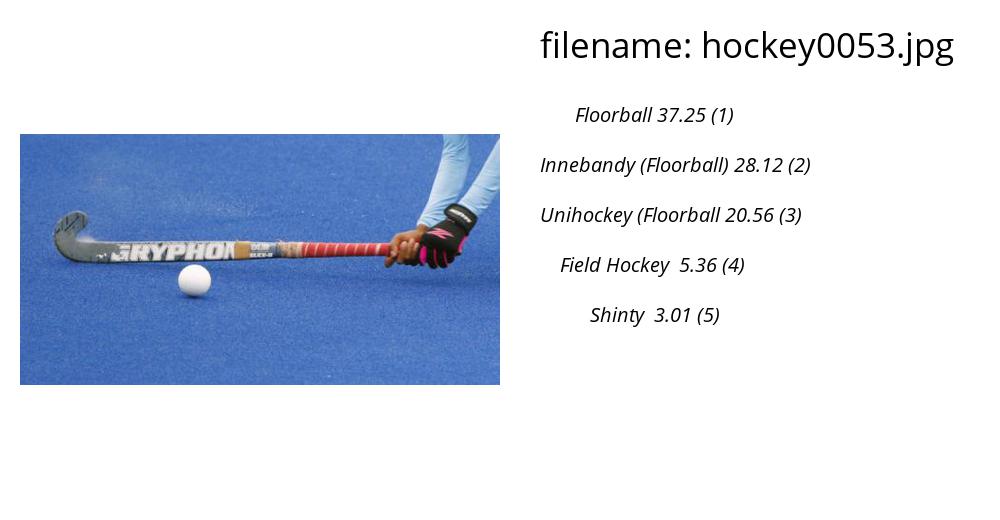 filename: hockey0053.jpg
Floorball 37.25 (1)
Innebandy (Floorball) 28.12 (2)
Unihockey (Floorball 20.56 (3)
Field Hockey 5.36 (4)
Shinty 3.01 (5)
GRYPHON